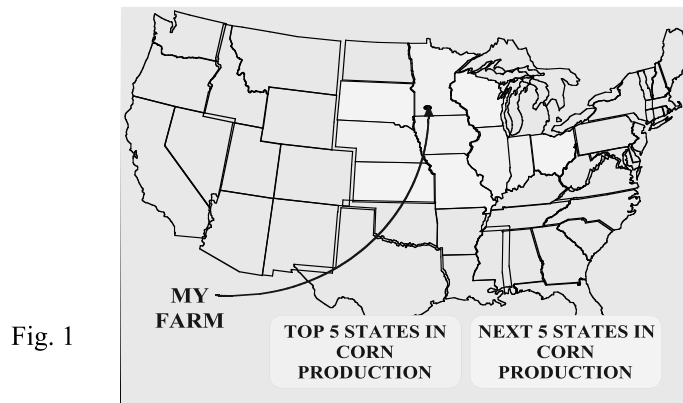 Fig. 1
MY
FARM
TOP 5 STATES IN
CORN
PRODUCTION
NEXT 5 STATES IN
CORN
PRODUCTION